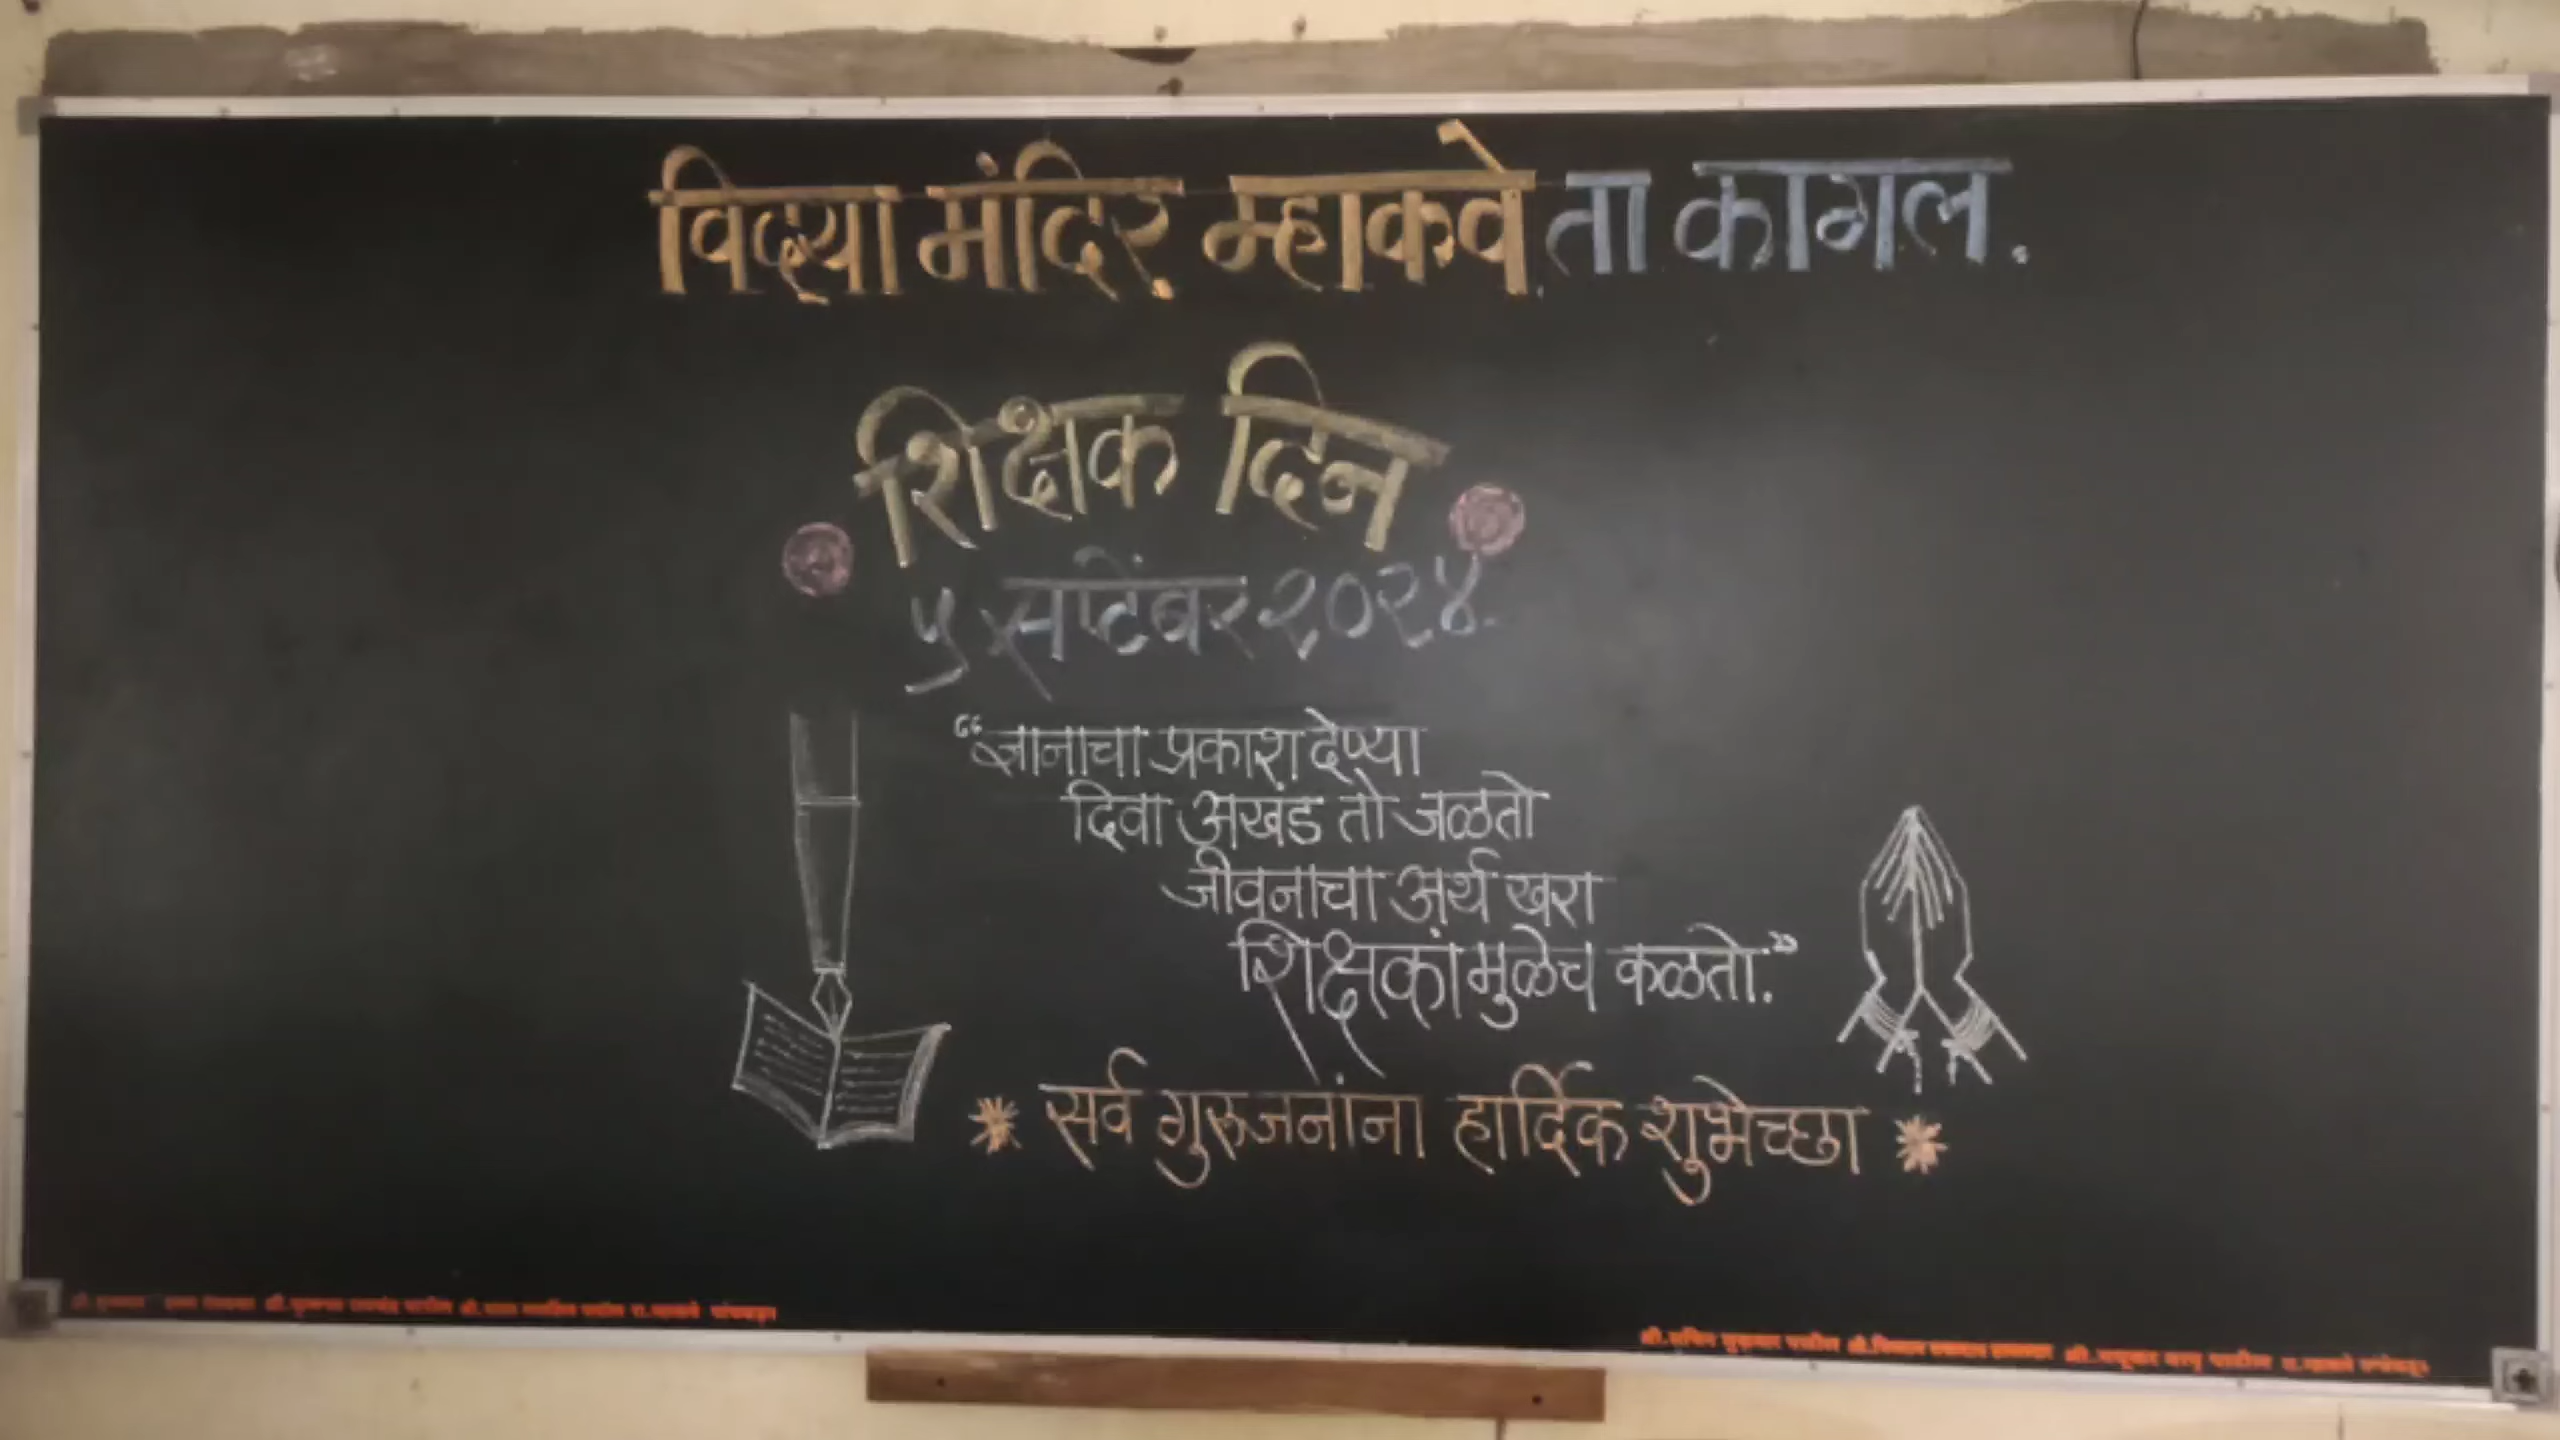 विद्या मंदिर म्हाकवे ता कागल.
शिक्षक दिन
५ सप्टेंबर २०२४.
“ज्ञानाचा प्रकाश देण्या
दिवा अखंड तो जळतो
जीवनाचा अर्थ खरा
शिक्षकांमुळेच कळतो.”
सर्व गुरुजनांना हार्दिक शुभेच्छा